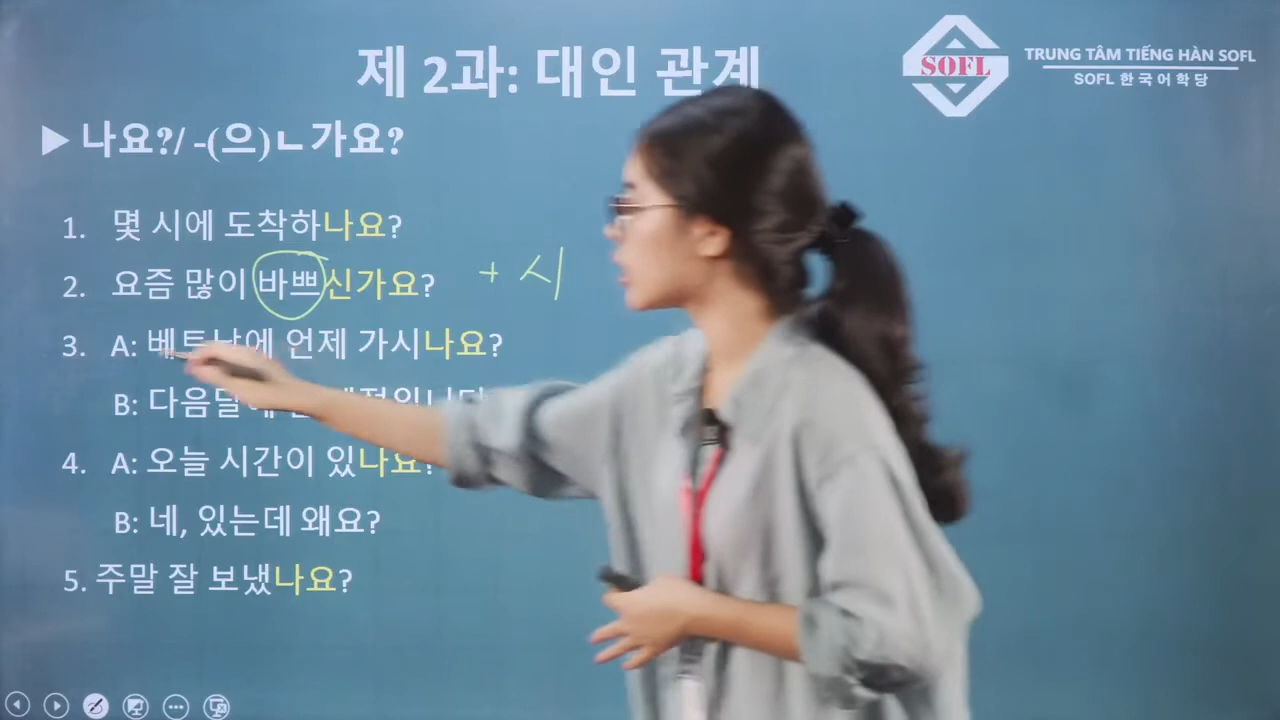 제 2과: 대인 관계
SOFL
TRUNG TÂM TIẾNG HÀN SOFL
SOFL 한국어학당
▶ 나요?/ -(으)ㄴ가요?
1. 몇 시에 도착하나요?
2. 요즘 많이 바쁘신가요? + 시
3. A: 베트남에 언제 가시나요?
B: 다음달에
4. A: 오늘 시간이 있나요?
B: 네, 있는데 왜요?
5. 주말 잘 보냈나요?